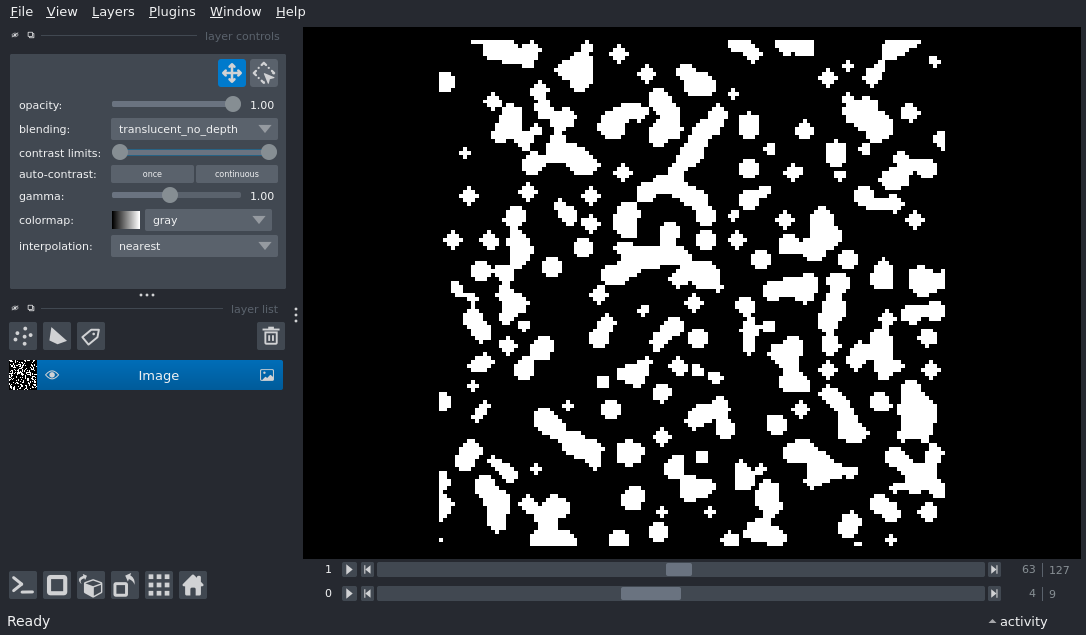 File View Layers Plugins Window Help
layer controls
opacity: 1.00
blending: translucent_no_depth
contrast limits:
auto-contrast: once continuous
gamma: 1.00
colormap: gray
interpolation: nearest
layer list
Image
1 63 127
0 4 9
Ready activity